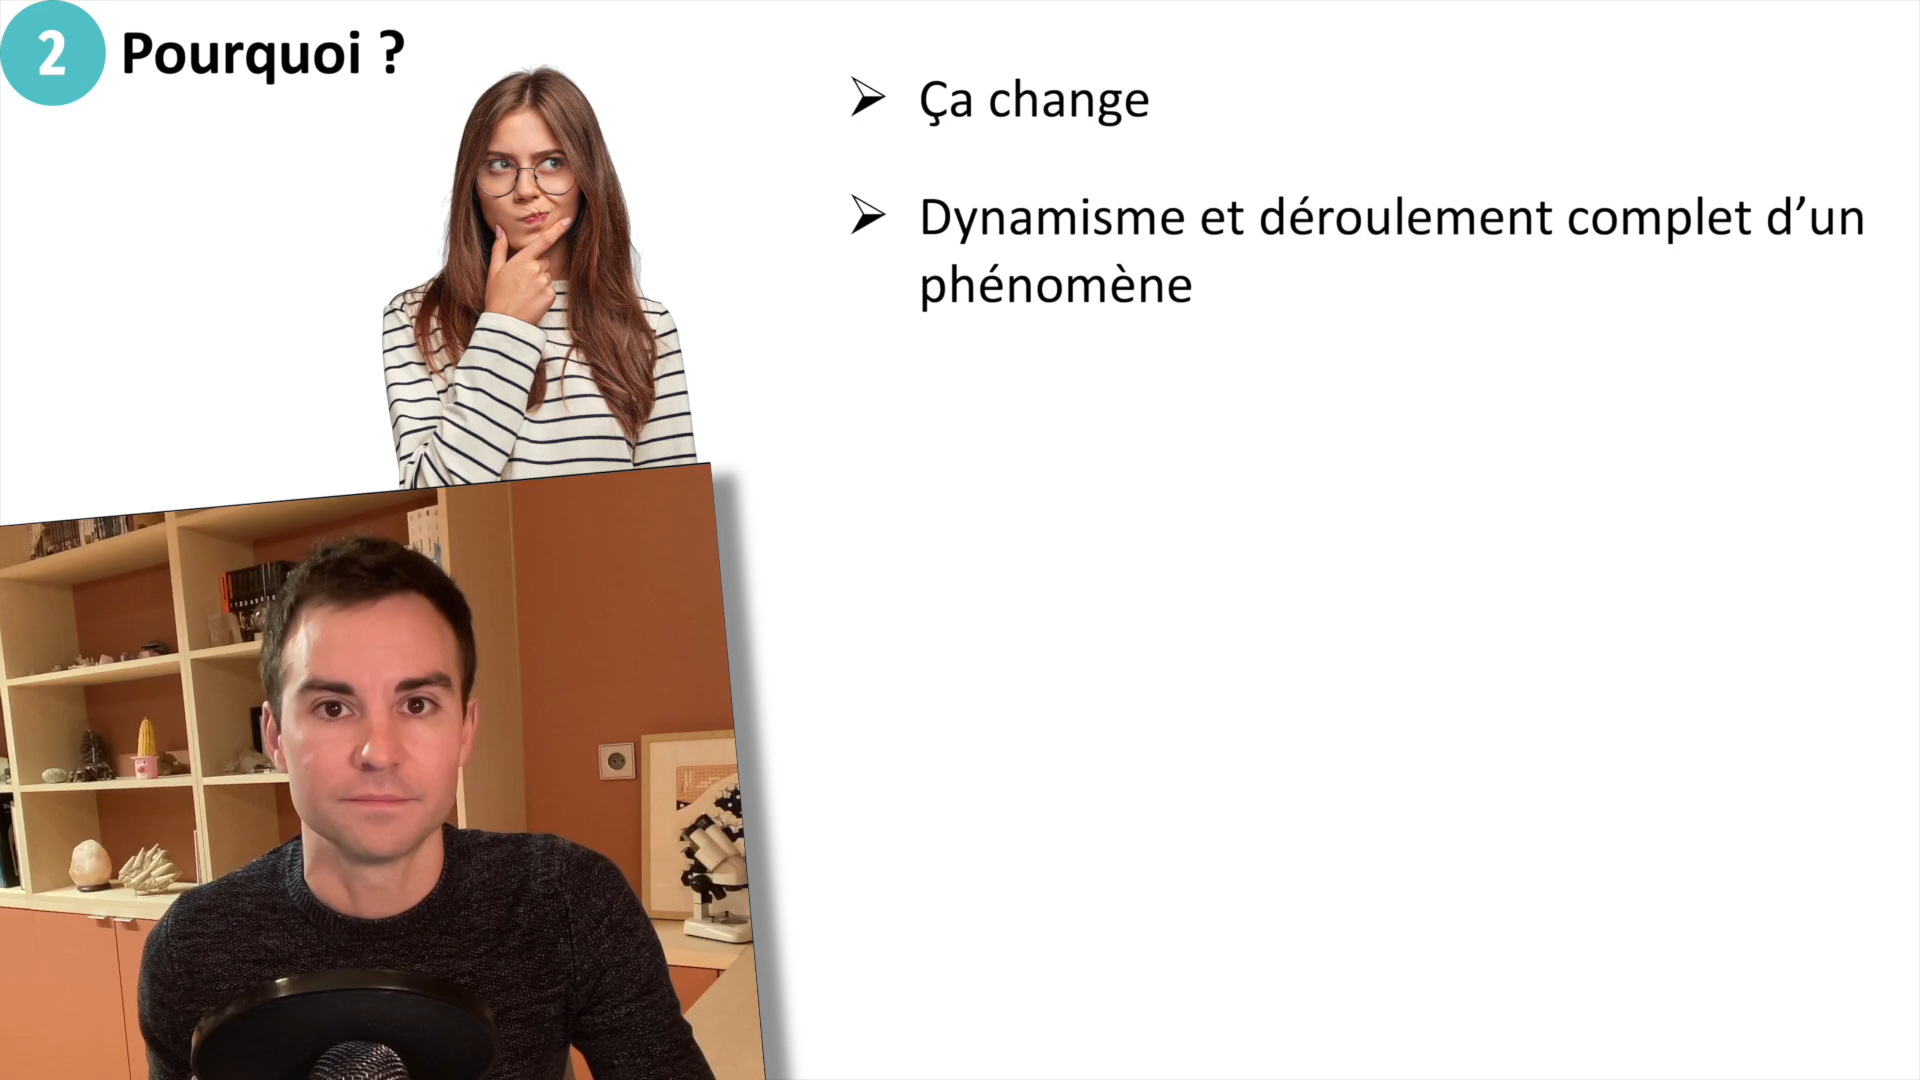 2 Pourquoi ?
Ça change
Dynamisme et déroulement complet d’un
phénomène